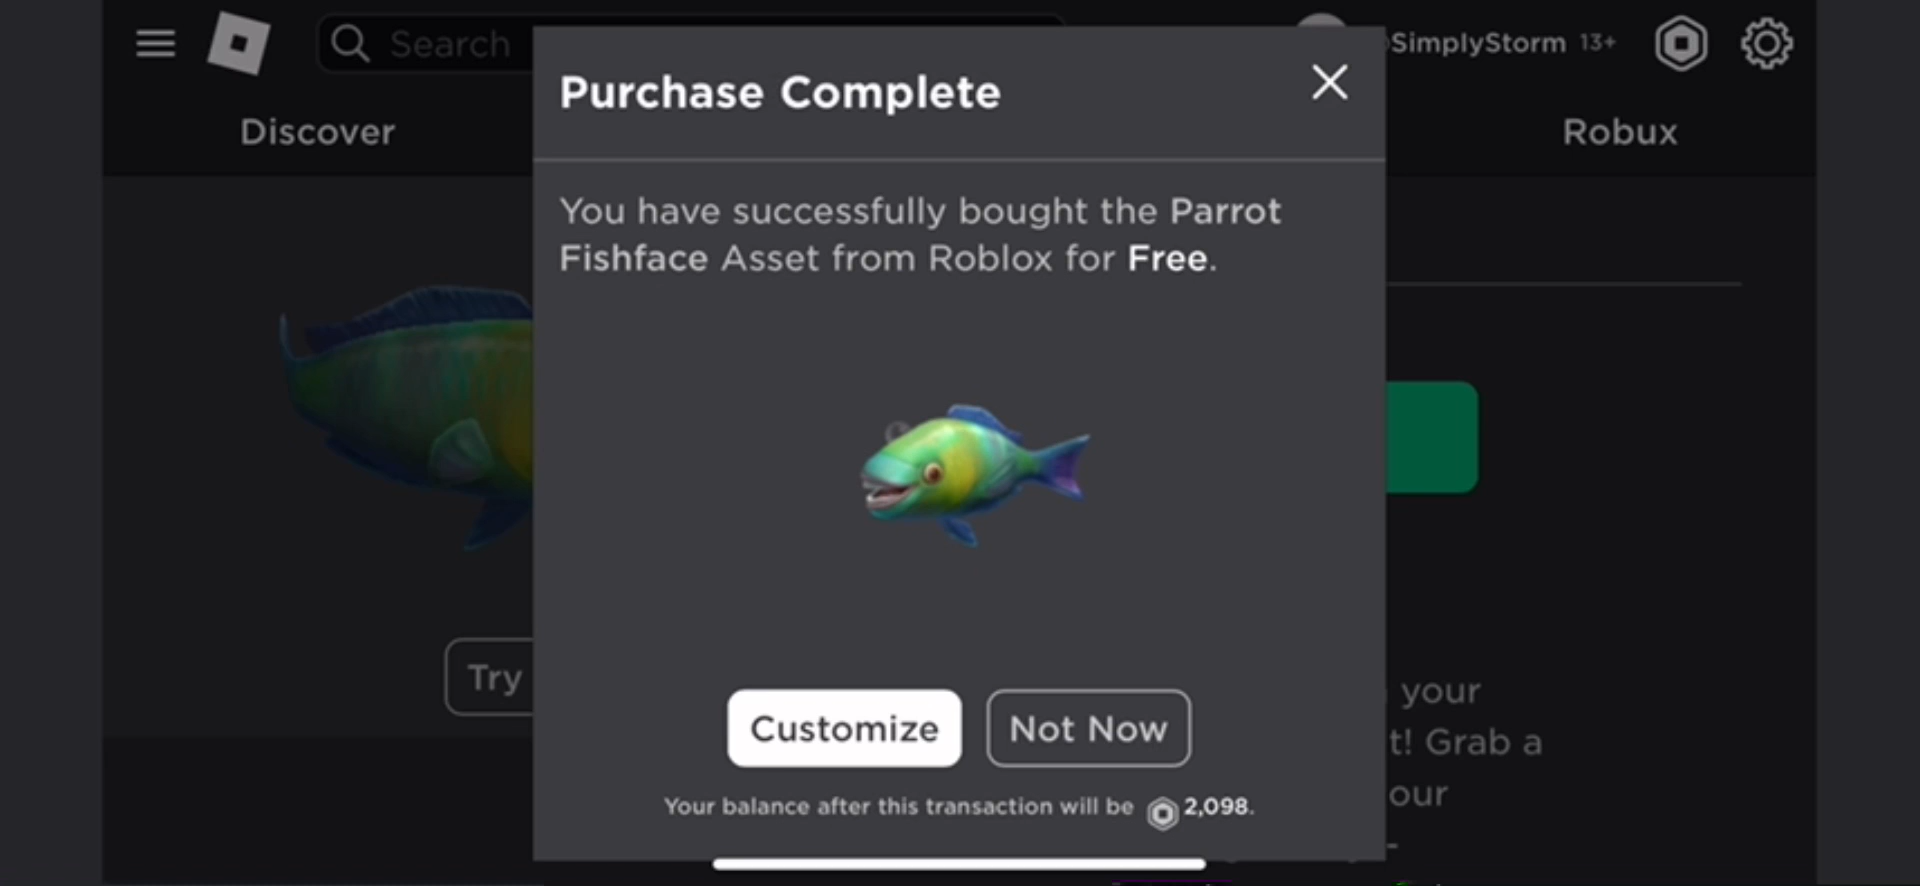 Search
SimplyStorm 13+
Purchase Complete
Discover
Robux
You have successfully bought the Parrot
Fishface Asset from Roblox for Free.
Try
your
t! Grab a
our
Customize
Not Now
Your balance after this transaction will be 2,098.